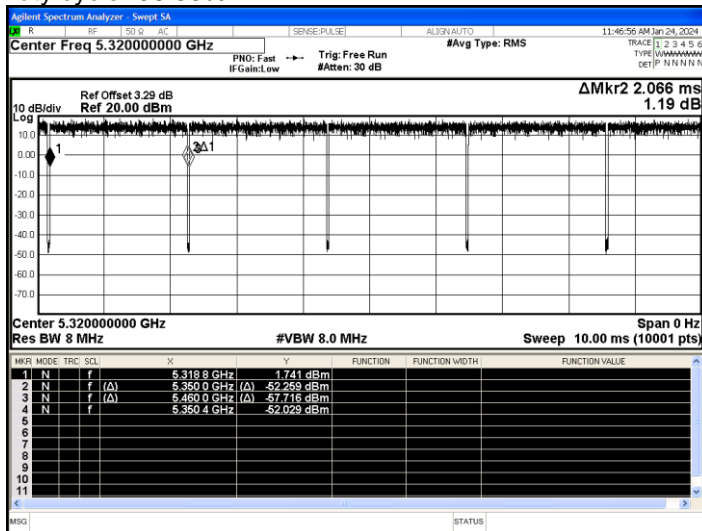 Agilent Spectrum Analyzer - Swept SA
LXI R RF 50 Ω AC SENSE:PULSE ALIGN AUTO 11:46:56 AM Jan 24, 2024
Center Freq 5.320000000 GHz #Avg Type: RMS TRACE 1 2 3 4 5 6
PNO: Fast Trig: Free Run TYPE
IFGain:Low #Atten: 30 dB DET P N N N N N
ΔMkr2 2.066 ms
Ref Offset 3.29 dB
10 dB/div Ref 20.00 dBm 1.19 dB
Log
10.0
1
0.00
-10.0
-20.0
-30.0
-40.0
-50.0
-60.0
-70.0
Center 5.320000000 GHz Span 0 Hz
Res BW 8 MHz #VBW 8.0 MHz Sweep 10.00 ms (10001 pts)
MKR MODE TRC SCL X Y FUNCTION FUNCTION WIDTH FUNCTION VALUE
1 N f 5.318 8 GHz 1.741 dBm
2 N f (Δ) 5.350 0 GHz (Δ) -52.259 dBm
3 N f (Δ) 5.460 0 GHz (Δ) -57.716 dBm
4 N f 5.350 4 GHz -52.029 dBm
5
6
7
8
9
10
11
MSG STATUS